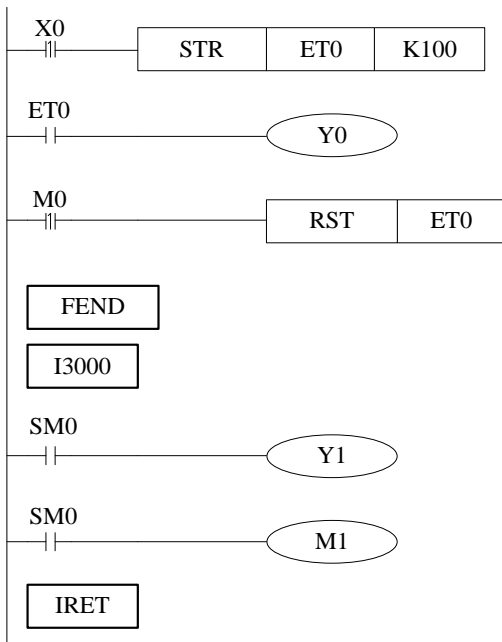 X0
STR ET0 K100
ET0
Y0
M0
RST ET0
FEND
I3000
SM0
Y1
SM0
M1
IRET